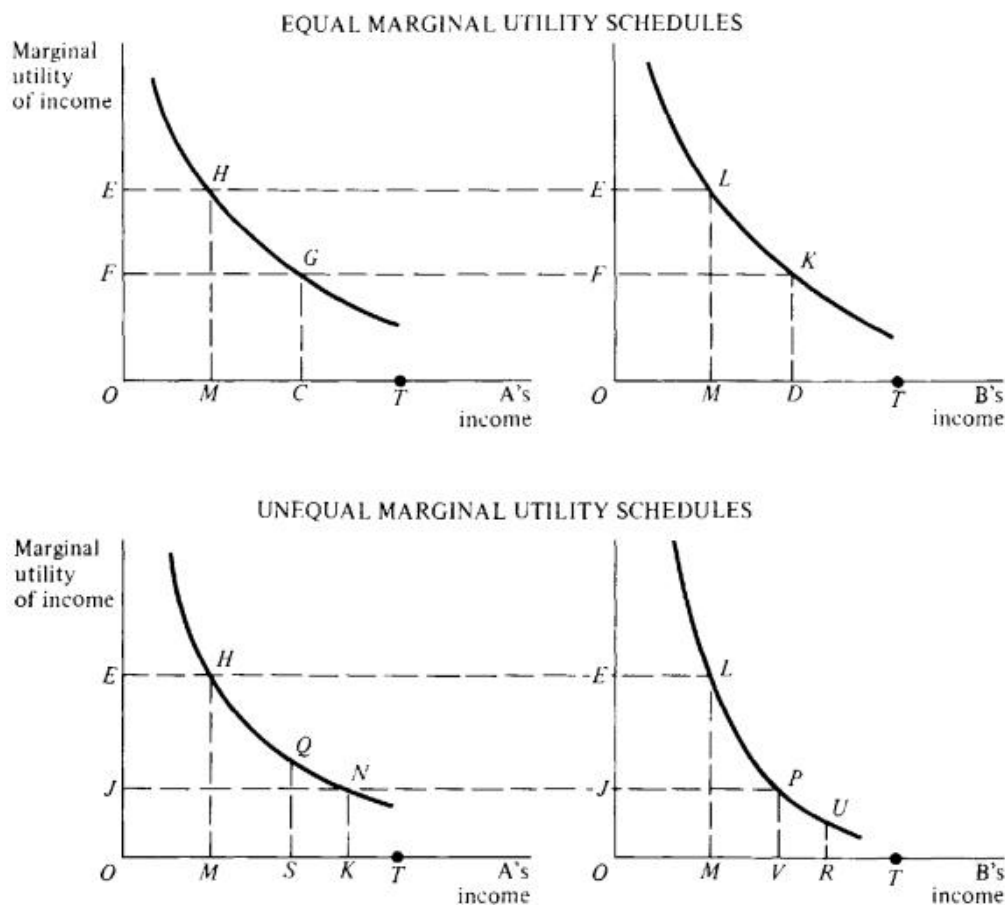 EQUAL MARGINAL UTILITY SCHEDULES
Marginal
utility
of income
H
L
E
E
G
K
F
F
O
M
C
T
A's
income
O
M
D
T
B's
income
UNEQUAL MARGINAL UTILITY SCHEDULES
Marginal
utility
of income
H
L
E
E
Q
N
P
U
J
J
O
M
S
K
T
A's
income
O
M
V
R
T
B's
income